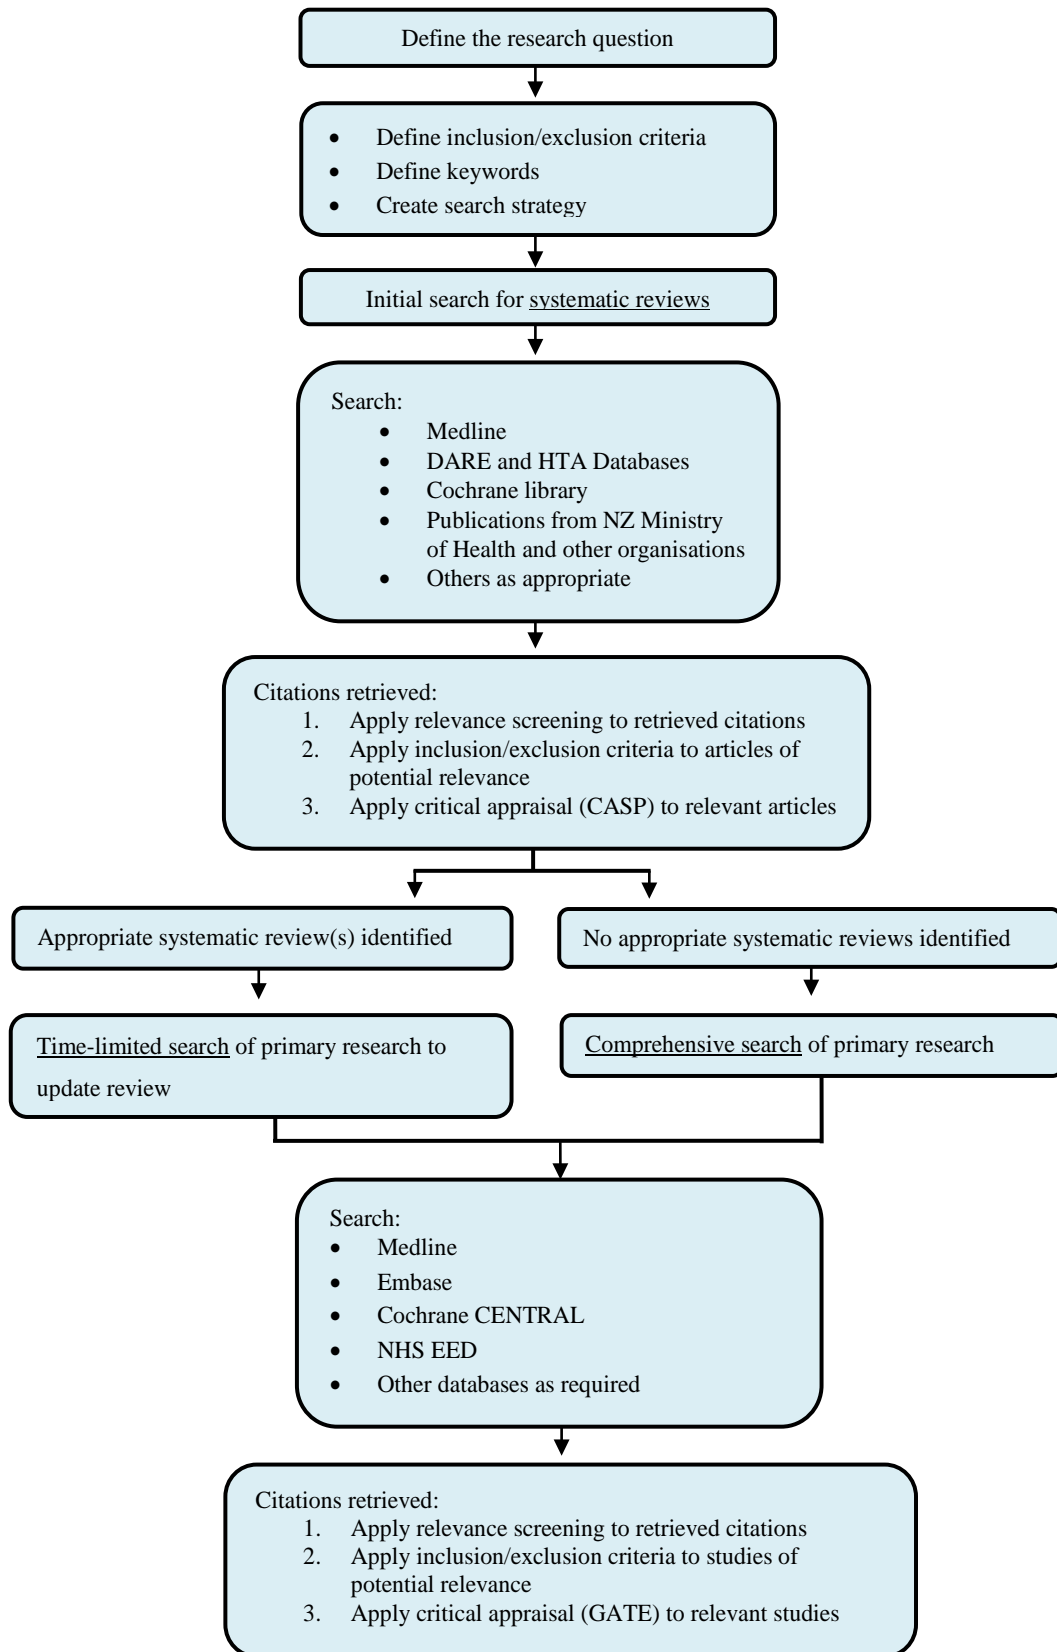 Define the research question
• Define inclusion/exclusion criteria
• Define keywords
• Create search strategy
Initial search for systematic reviews
Search:
• Medline
• DARE and HTA Databases
• Cochrane library
• Publications from NZ Ministry
of Health and other organisations
• Others as appropriate
Citations retrieved:
1. Apply relevance screening to retrieved citations
2. Apply inclusion/exclusion criteria to articles of
potential relevance
3. Apply critical appraisal (CASP) to relevant articles
Appropriate systematic review(s) identified
No appropriate systematic reviews identified
Time-limited search of primary research to
update review
Comprehensive search of primary research
Search:
• Medline
• Embase
• Cochrane CENTRAL
• NHS EED
• Other databases as required
Citations retrieved:
1. Apply relevance screening to retrieved citations
2. Apply inclusion/exclusion criteria to studies of
potential relevance
3. Apply critical appraisal (GATE) to relevant studies